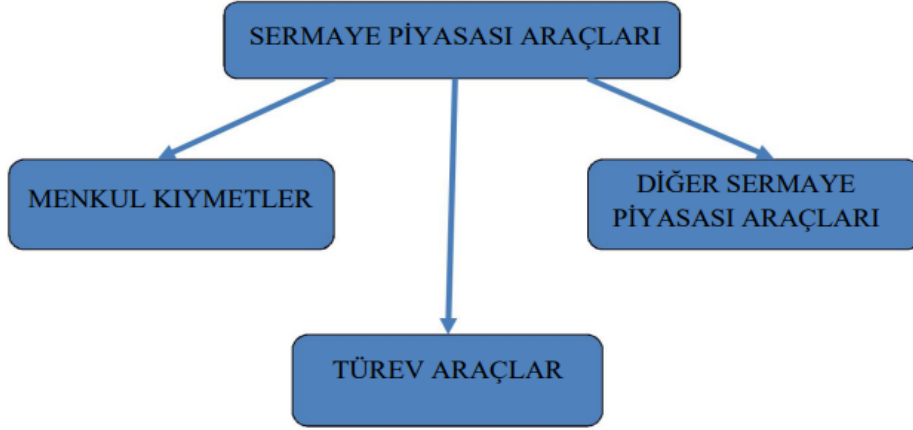 SERMAYE PİYASASI ARAÇLARI
MENKUL KIYMETLER
DİĞER SERMAYE
PİYASASI ARAÇLARI
TÜREV ARAÇLAR